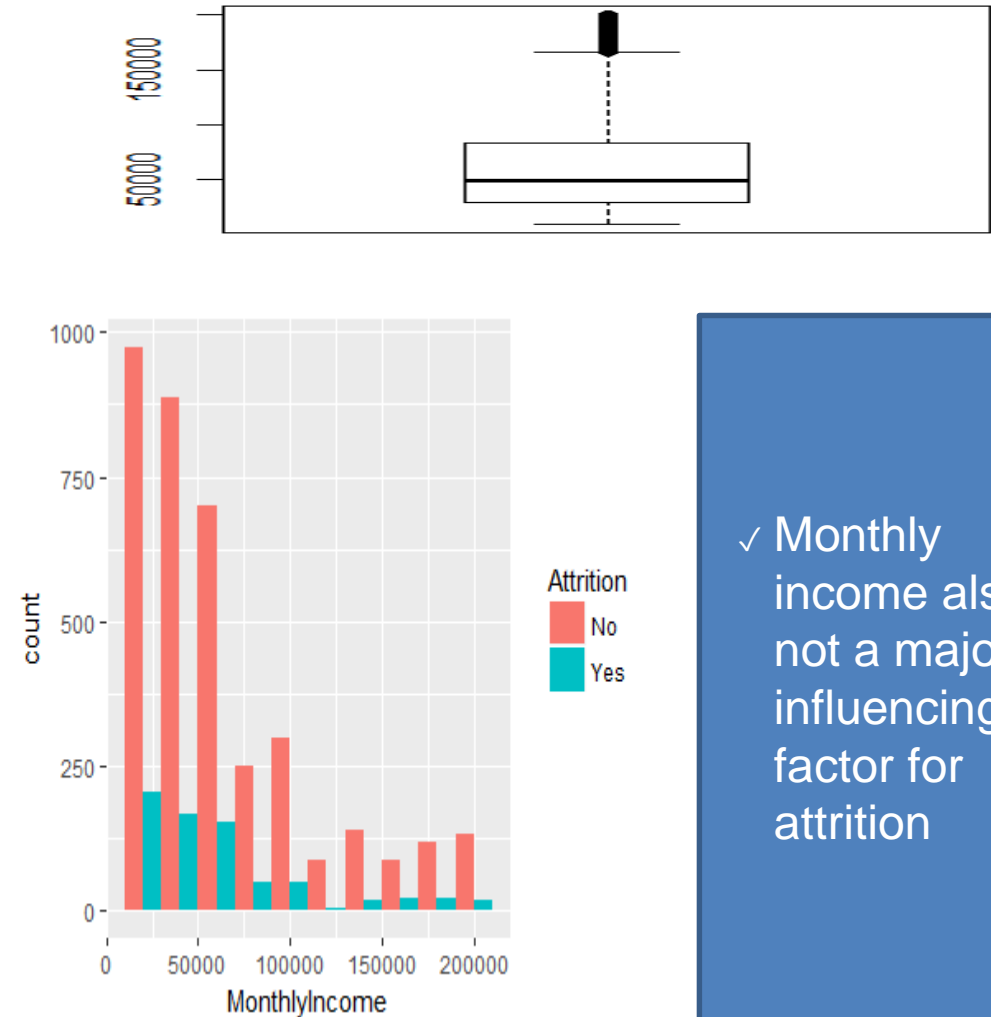 150000
50000
1000
750
500
250
0
count
0 50000 100000 150000 200000
MonthlyIncome
Attrition
No
Yes
✓ Monthly
income als
not a majo
influencing
factor for
attrition